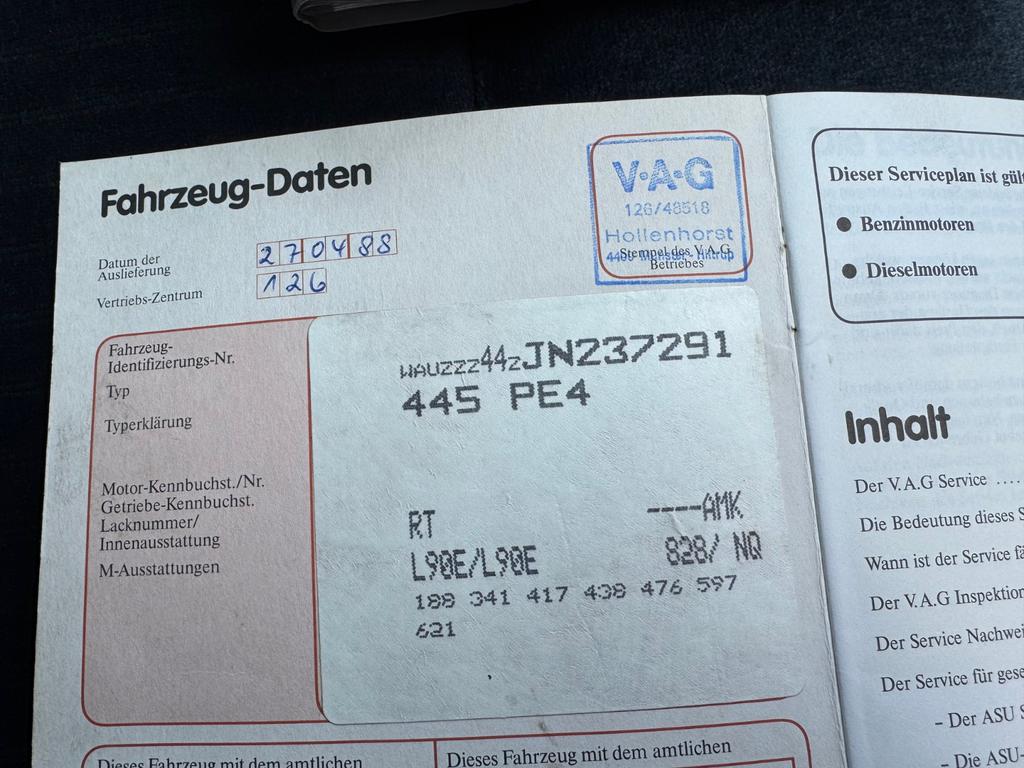 Fahrzeug-Daten
V·A·G
126/48518
Hollenhorst
Stempel des V.A.G
Betriebes
Datum der
Auslieferung
270488
Vertriebs-Zentrum
126
Fahrzeug-
Identifizierungs-Nr.
WAUZZZ44ZJN237291
Typ
445 PE4
Typerklärung
Motor-Kennbuchst./Nr.
Getriebe-Kennbuchst.
RT ----AMK
Lacknummer/
Innenausstattung
L90E/L90E 828/ NQ
M-Ausstattungen
188 341 417 438 476 597
621
Dieses Fahrzeug mit dem amtlichen
Dieses Fahrzeug mit dem amtlichen
Dieser Serviceplan ist gült
● Benzinmotoren
● Dieselmotoren
Inhalt
Der V.A.G Service ....
Die Bedeutung dieses S
Wann ist der Service fä
Der V.A.G Inspektion
Der Service Nachwei
Der Service für gese
– Der ASU S
– Die ASU-